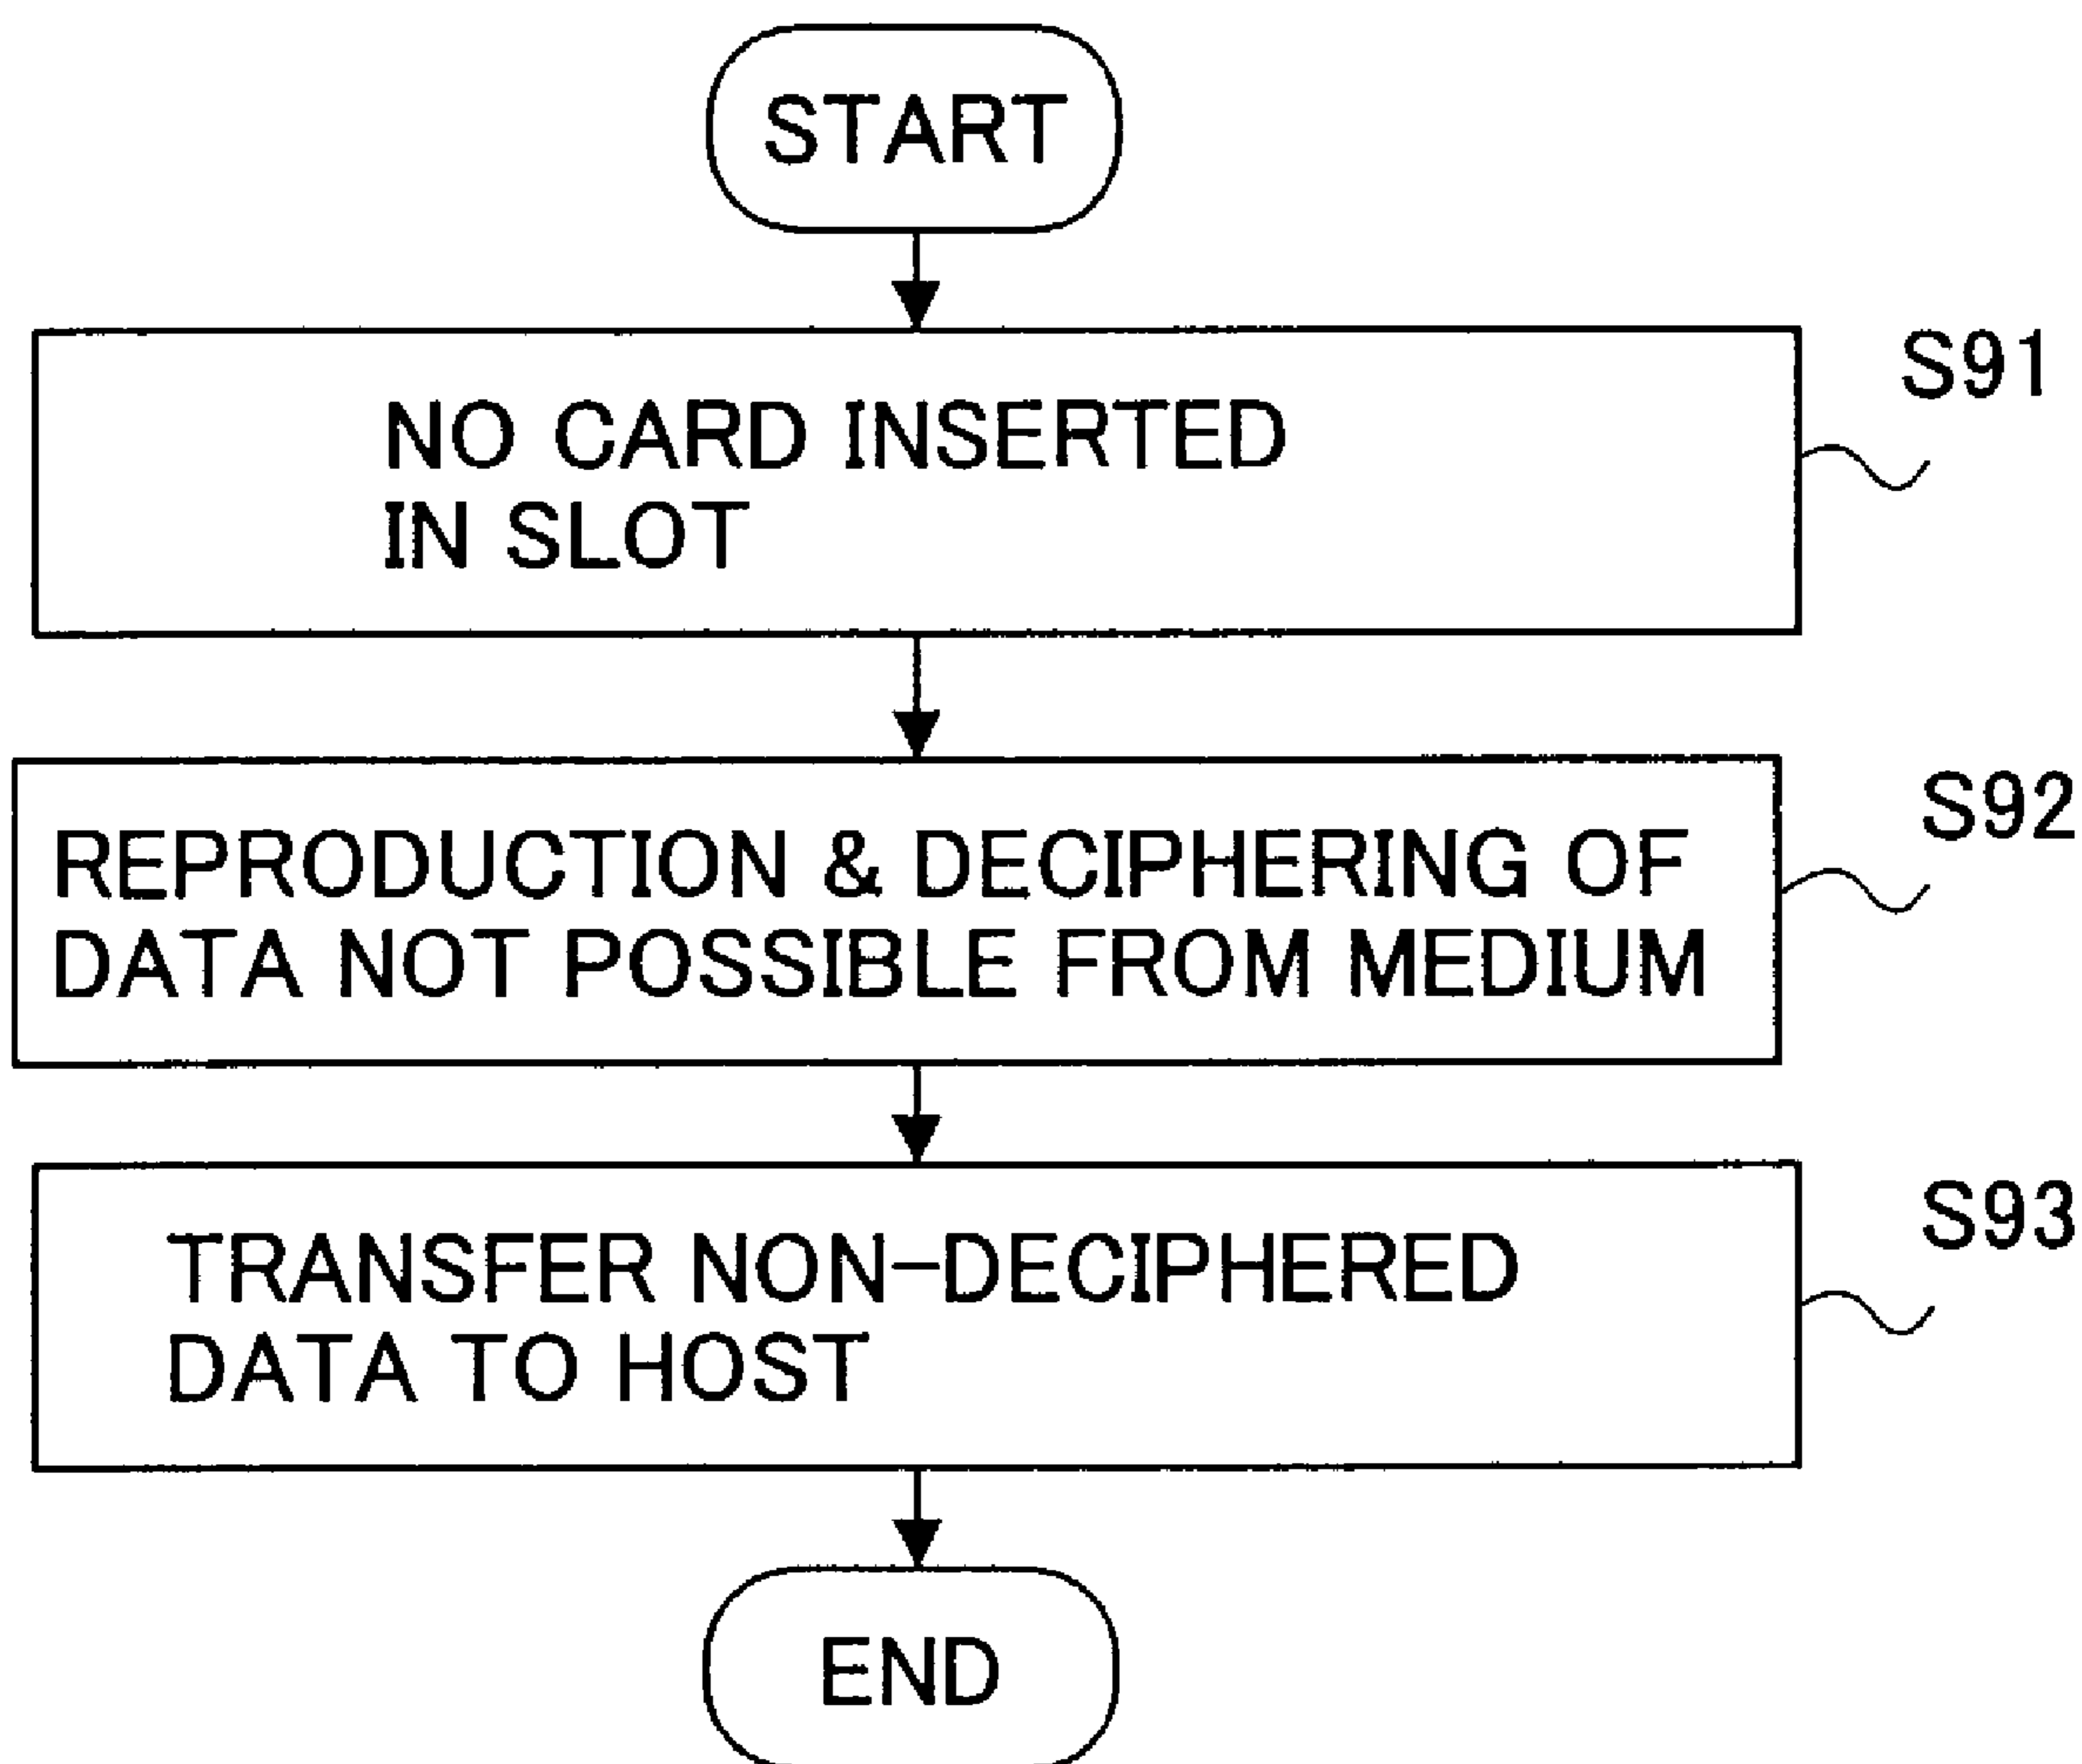 START
S91
NO CARD INSERTED
IN SLOT
S92
REPRODUCTION & DECIPHERING OF
DATA NOT POSSIBLE FROM MEDIUM
S93
TRANSFER NON-DECIPHERED
DATA TO HOST
END